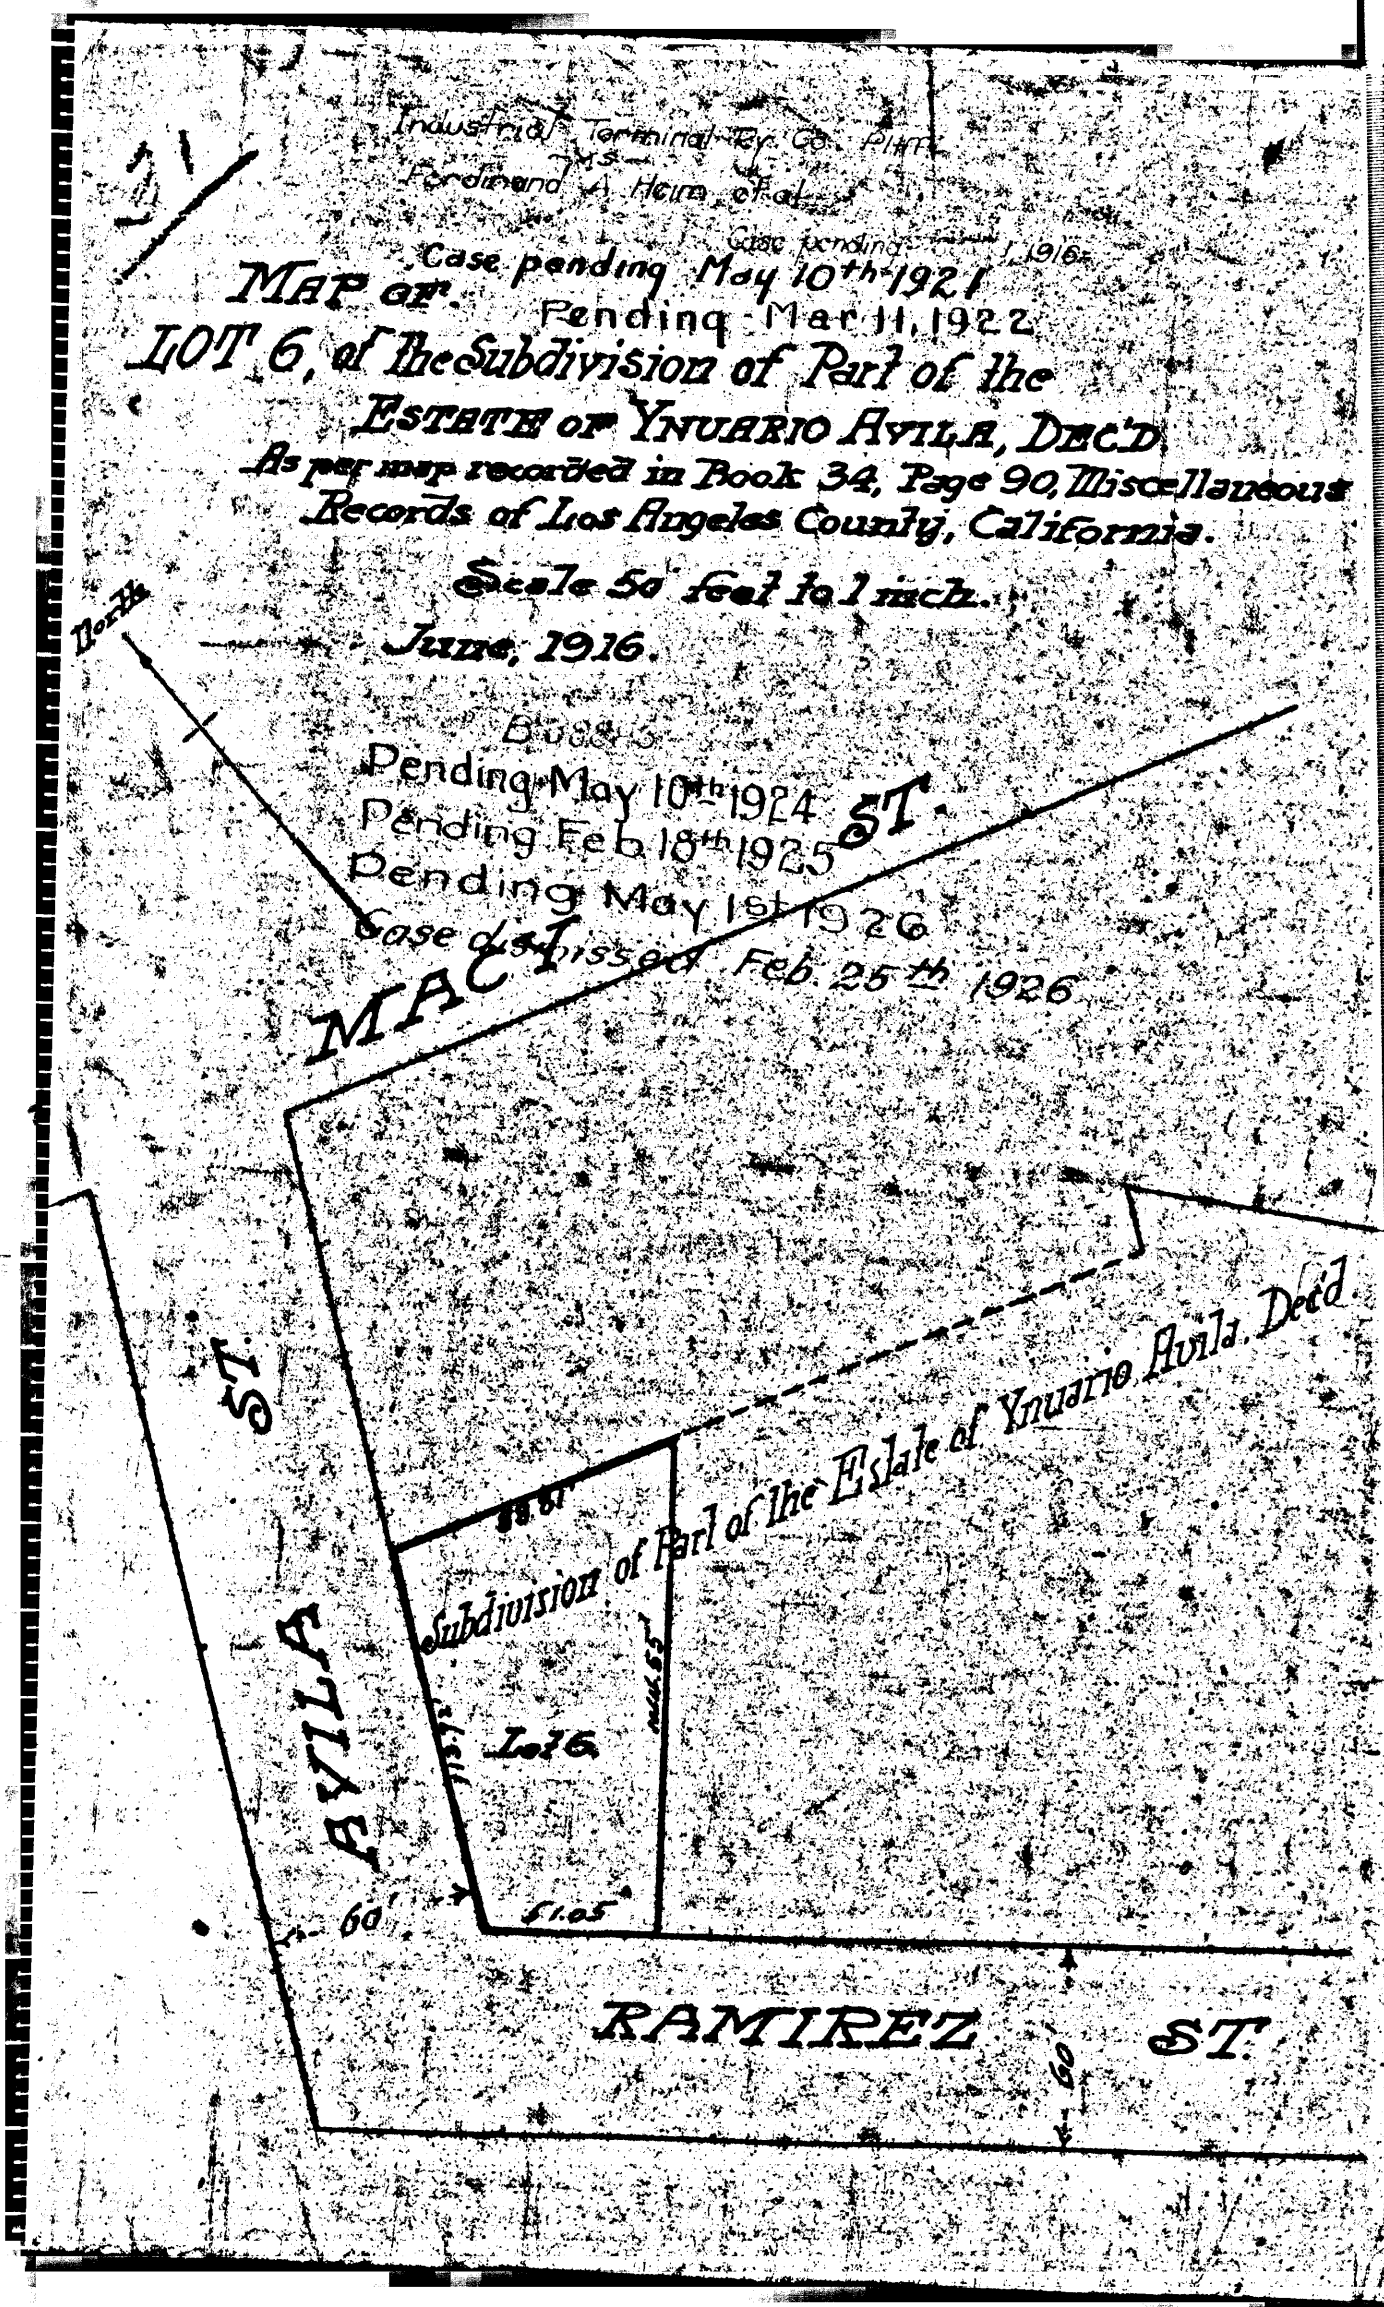 21
Industrial Terminal Ry. Co. Pltff.
-vs-
Ferdinand A Heim, et al
Case pending 1, 1916
Case pending May 10th 1921
MAP OF
Pending Mar 11, 1922
LOT 6, of the Subdivision of Part of the
ESTATE OF YNUARIO AVILA, DEC'D.
As per map recorded in Book 34, Page 90, Miscellaneous
Records of Los Angeles County, California.
Scale 50 feet to 1 inch.
June, 1916.
North
Pending May 10th 1924
Pending Feb 18th 1925
Pending May 1st 1926
Case dismissed Feb. 25th 1926
MACY ST.
AVILA ST.
Subdivision of Part of the Estate of Ynuario Avila, Dec'd.
113.72'
Lot 6
51.05
60'
RAMIREZ ST.
60